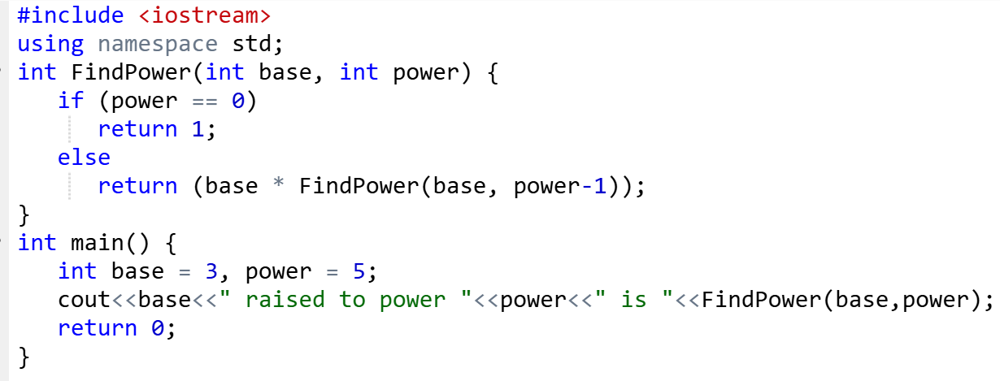 #include <iostream>
using namespace std;
int FindPower(int base, int power) {
   if (power == 0)
      return 1;
   else
      return (base * FindPower(base, power-1));
}
int main() {
   int base = 3, power = 5;
   cout<<base<<" raised to power "<<power<<" is "<<FindPower(base,power);
   return 0;
}